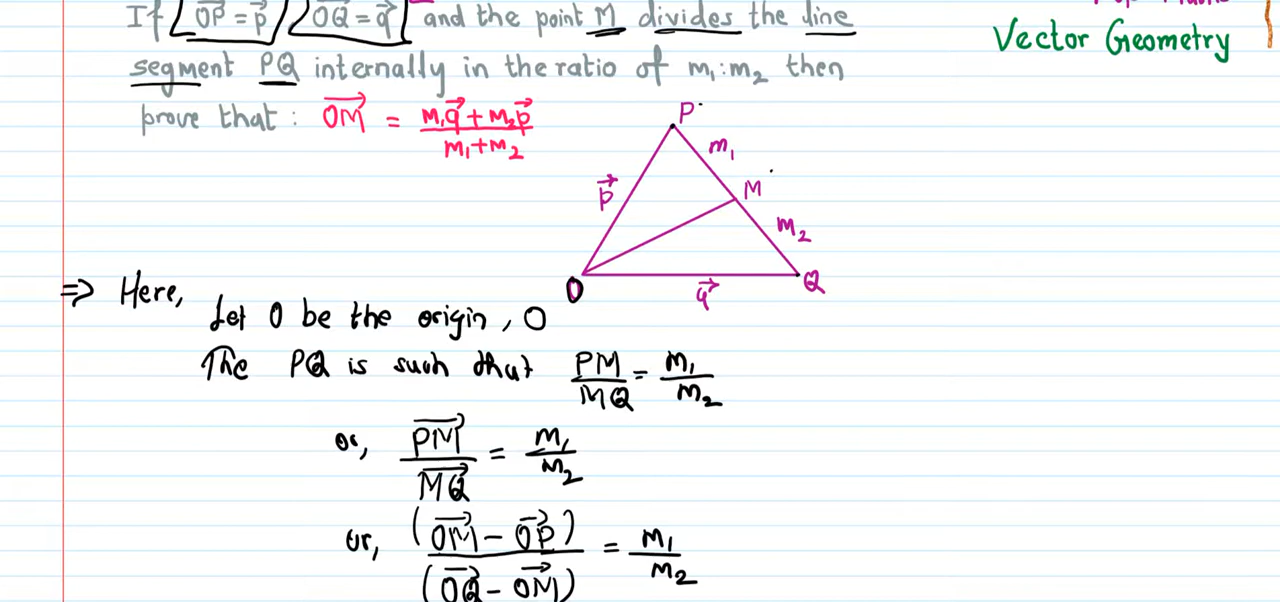 If OP⃗ = p⃗, OQ⃗ = q⃗ and the point M divides the line
segment PQ internally in the ratio of m₁:m₂ then
prove that : OM⃗ = (m₁q⃗ + m₂p⃗) / (m₁+m₂)
Vector Geometry
P
m₁
p⃗
M
m₂
O
q⃗
Q
⇒ Here,
Let O be the origin, O
The PQ is such that PM/MQ = m₁/m₂
or, PM⃗/MQ⃗ = m₁/m₂
or, (OM⃗ − OP⃗)/(OQ⃗ − OM⃗) = m₁/m₂